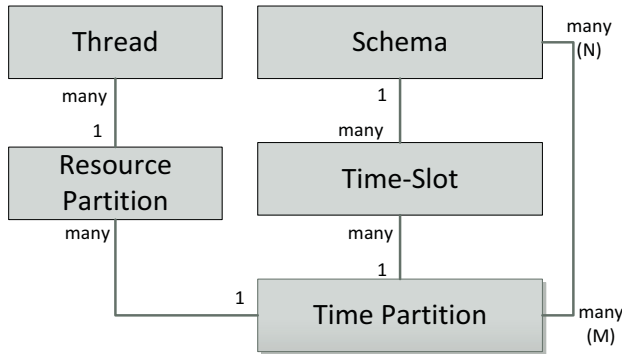 Thread
Schema
many
(N)
many
1
1
many
Resource
Partition
Time-Slot
many
many
1
1
Time Partition
many
(M)